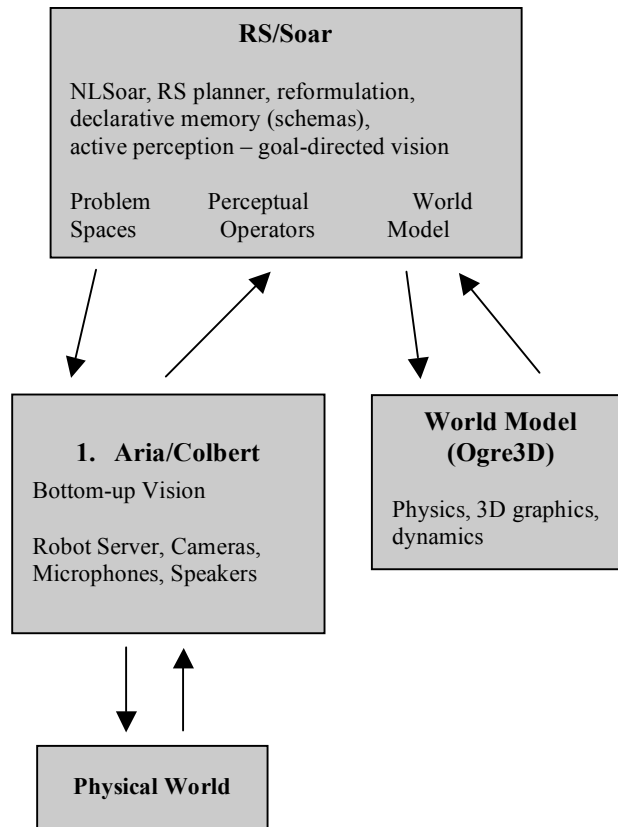 RS/Soar
NLSoar, RS planner, reformulation,
declarative memory (schemas),
active perception – goal-directed vision
Problem Perceptual World
Spaces Operators Model
1. Aria/Colbert
Bottom-up Vision
Robot Server, Cameras,
Microphones, Speakers
World Model
(Ogre3D)
Physics, 3D graphics,
dynamics
Physical World